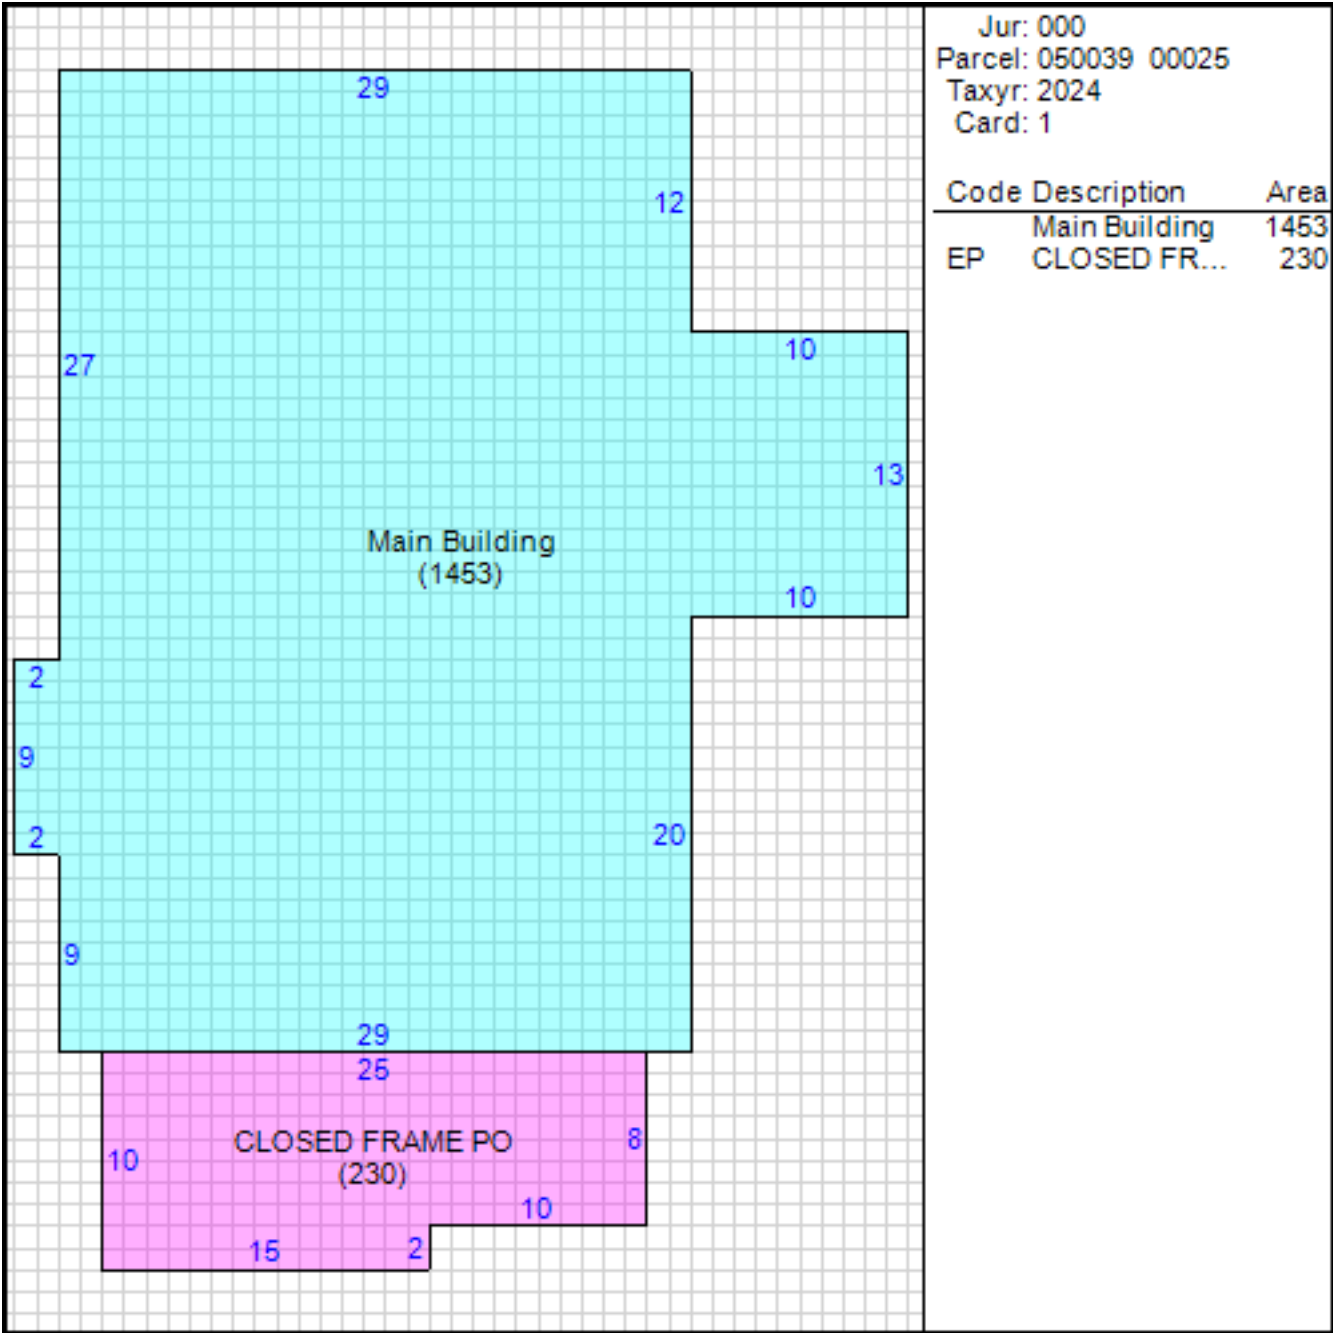 29
12
27
10
13
Main Building
(1453)
10
2
9
2
20
9
29
25
CLOSED FRAME PO
(230)
8
10
10
15
2
Jur: 000
Parcel: 050039 00025
Taxyr: 2024
Card: 1
Code Description Area
Main Building 1453
EP CLOSED FR... 230